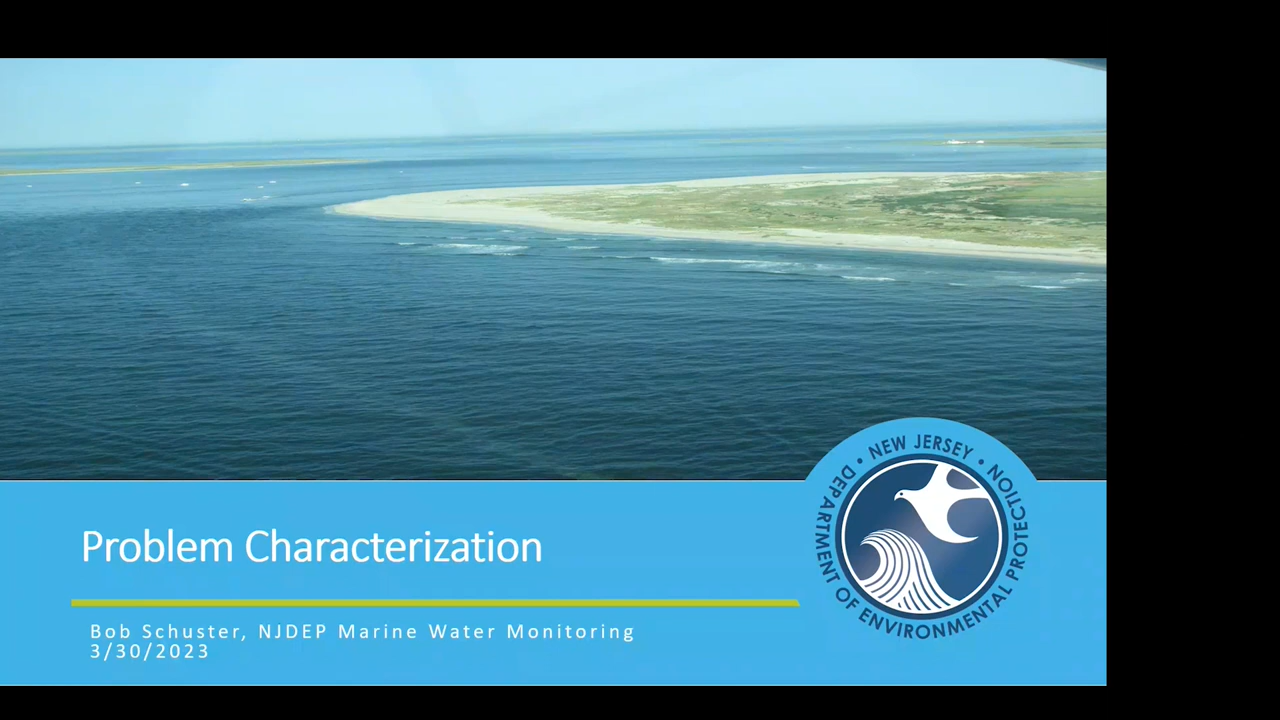 Problem Characterization
Bob Schuster, NJDEP Marine Water Monitoring
3/30/2023
• NEW JERSEY •
DEPARTMENT OF ENVIRONMENTAL PROTECTION